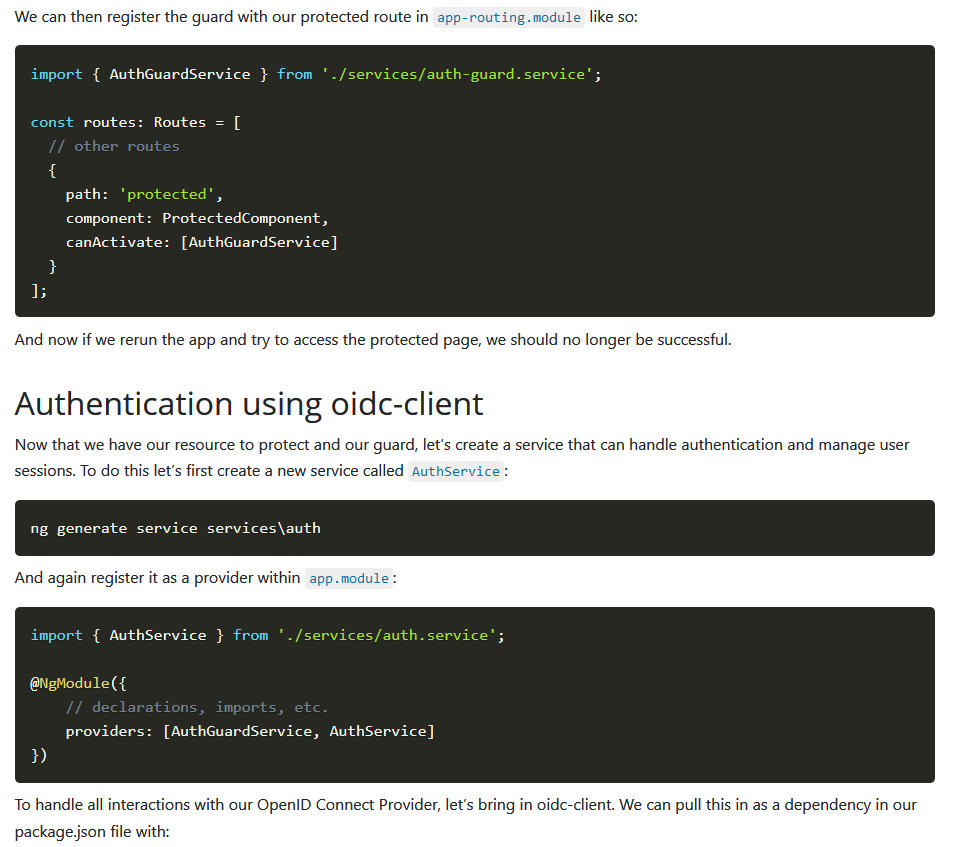 We can then register the guard with our protected route in app-routing.module like so:
import { AuthGuardService } from './services/auth-guard.service';
const routes: Routes = [
  // other routes
  {
    path: 'protected',
    component: ProtectedComponent,
    canActivate: [AuthGuardService]
  }
];
And now if we rerun the app and try to access the protected page, we should no longer be successful.
Authentication using oidc-client
Now that we have our resource to protect and our guard, let’s create a service that can handle authentication and manage user
sessions. To do this let’s first create a new service called AuthService:
ng generate service services\auth
And again register it as a provider within app.module:
import { AuthService } from './services/auth.service';
@NgModule({
    // declarations, imports, etc.
    providers: [AuthGuardService, AuthService]
})
To handle all interactions with our OpenID Connect Provider, let’s bring in oidc-client. We can pull this in as a dependency in our
package.json file with: